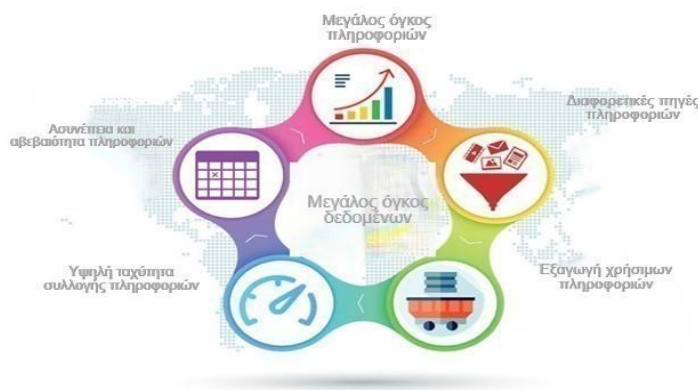 Μεγάλος όγκος
πληροφοριών
Διαφορετικές πηγές
πληροφοριών
Ασυνέπεια και
αβεβαιότητα πληροφοριών
Μεγάλος όγκος
δεδομένων
Υψηλή ταχύτητα
συλλογής πληροφοριών
Εξαγωγή χρήσιμων
πληροφοριών